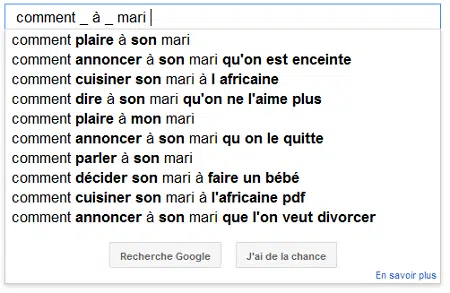 comment _ à _ mari
comment plaire à son mari
comment annoncer à son mari qu'on est enceinte
comment cuisiner son mari à l africaine
comment dire à son mari qu'on ne l'aime plus
comment plaire à mon mari
comment annoncer à son mari qu on le quitte
comment parler à son mari
comment décider son mari à faire un bébé
comment cuisiner son mari à l'africaine pdf
comment annoncer à son mari que l'on veut divorcer
Recherche Google J'ai de la chance
En savoir plus